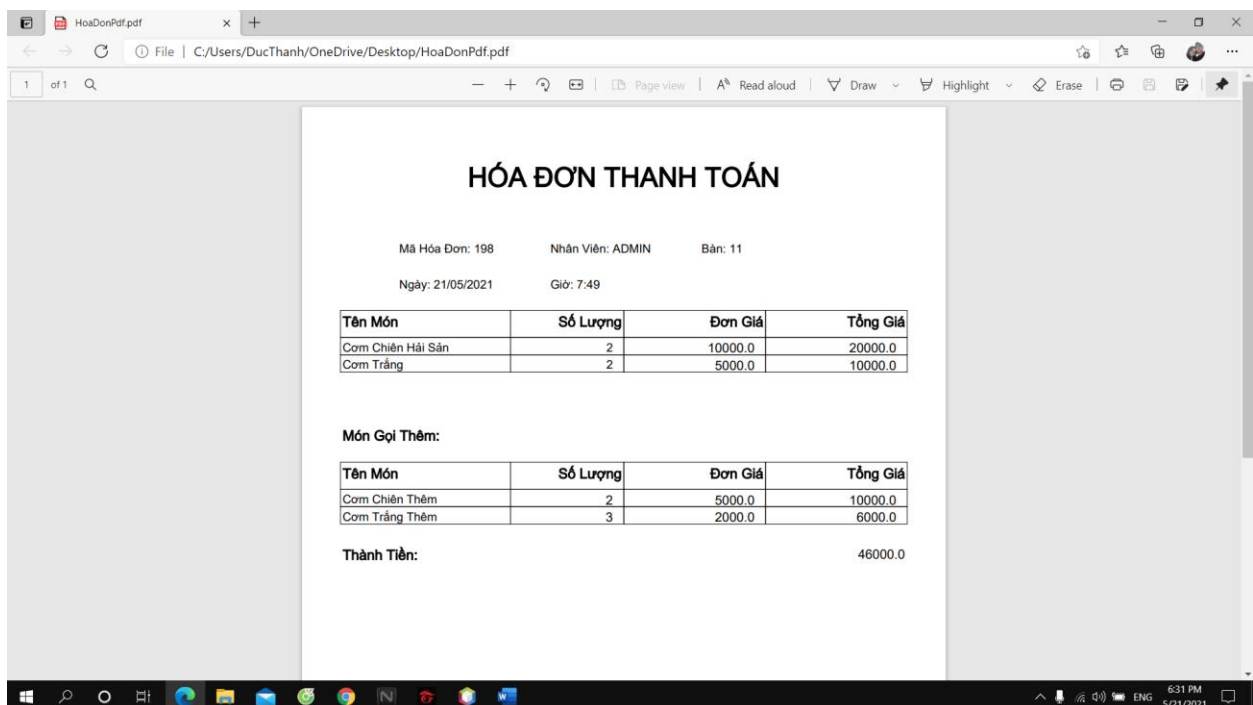 HoaDonPdf.pdf
File | C:/Users/DucThanh/OneDrive/Desktop/HoaDonPdf.pdf
1 of 1 Page view Read aloud Draw Highlight Erase
HÓA ĐƠN THANH TOÁN
Mã Hóa Đơn: 198 Nhân Viên: ADMIN Bàn: 11
Ngày: 21/05/2021 Giờ: 7:49
Tên Món Số Lượng Đơn Giá Tổng Giá
Cơm Chiên Hải Sản 2 10000.0 20000.0
Cơm Trắng 2 5000.0 10000.0
Món Gọi Thêm:
Tên Món Số Lượng Đơn Giá Tổng Giá
Cơm Chiên Thêm 2 5000.0 10000.0
Cơm Trắng Thêm 3 2000.0 6000.0
Thành Tiền: 46000.0
ENG 6:31 PM
5/21/2021